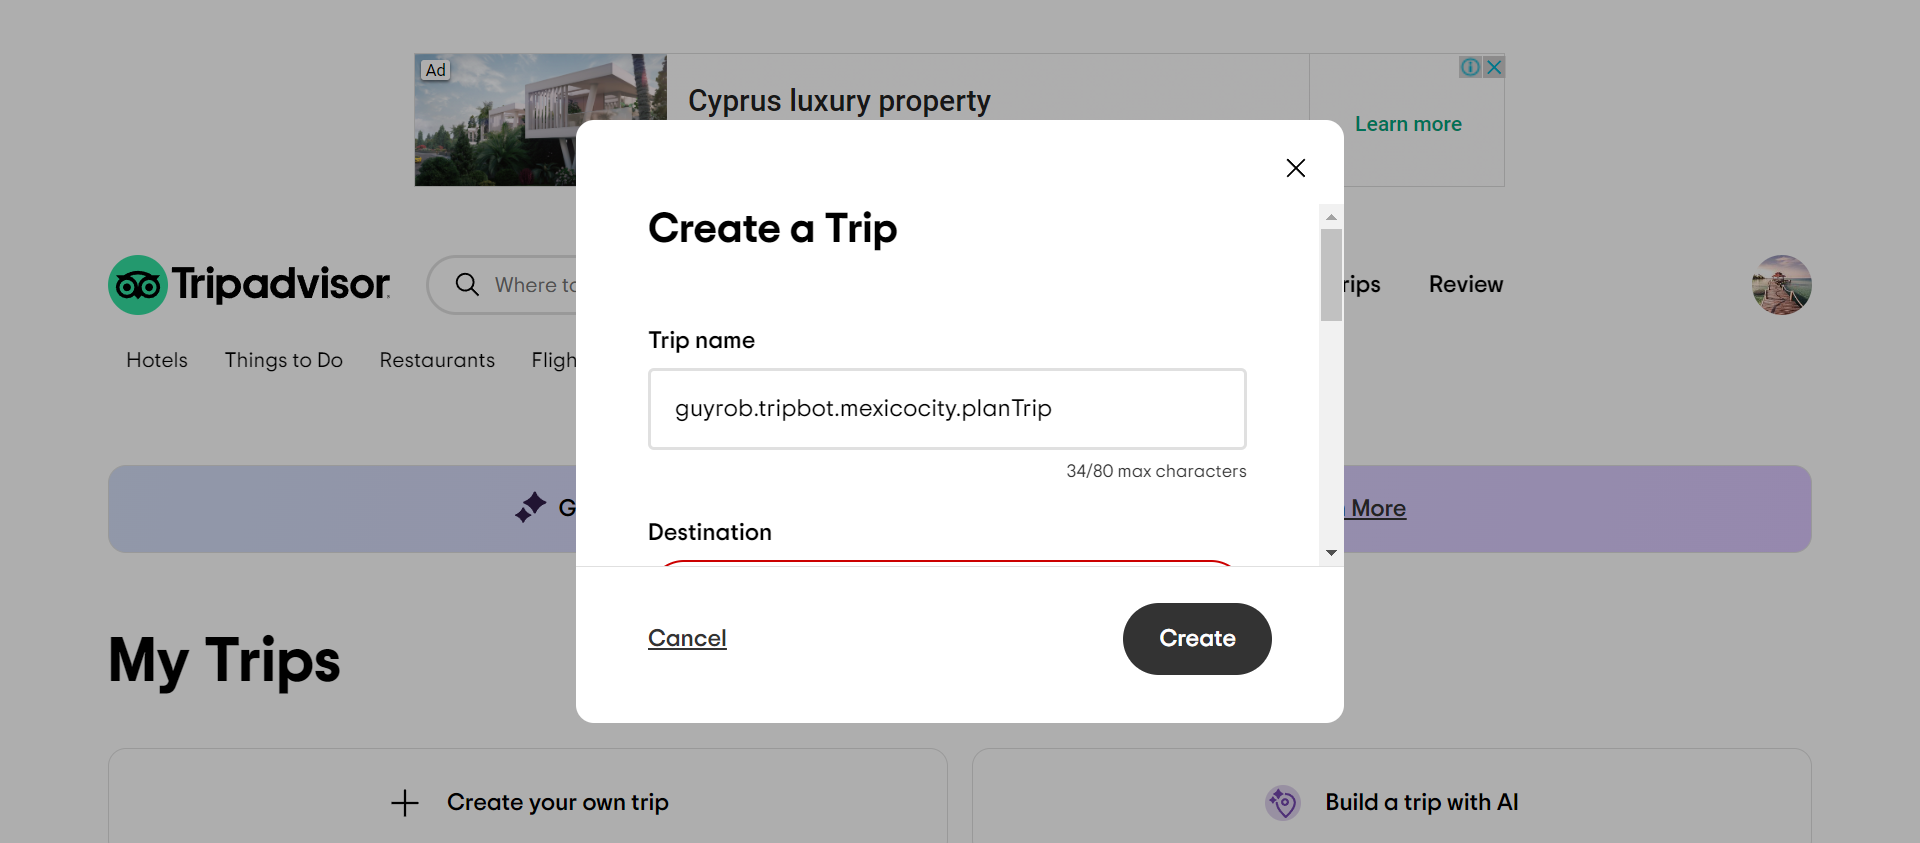 Ad
Cyprus luxury property
Learn more
Create a Trip
Tripadvisor
Where to
Review
Trip name
Hotels
Things to Do
Restaurants
guyrob.tripbot.mexicocity.planTrip
34/80 max characters
G
More
Destination
Cancel
Create
My Trips
Create your own trip
Build a trip with AI